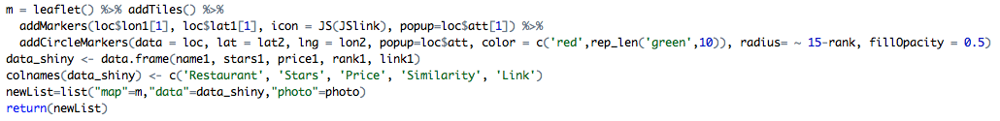 m = leaflet() %>% addTiles() %>%
addMarkers(loc$lon1[1], loc$lat1[1], icon = JS(JSlink), popup=loc$att[1]) %>%
addCircleMarkers(data = loc, lat = lat2, lng = lon2, popup=loc$att, color = c('red',rep_len('green',10)), radius= ~ 15-rank, fillOpacity = 0.5)
data_shiny <- data.frame(name1, stars1, price1, rank1, link1)
colnames(data_shiny) <- c('Restaurant', 'Stars', 'Price', 'Similarity', 'Link')
newList=list("map"=m,"data"=data_shiny,"photo"=photo)
return(newList)